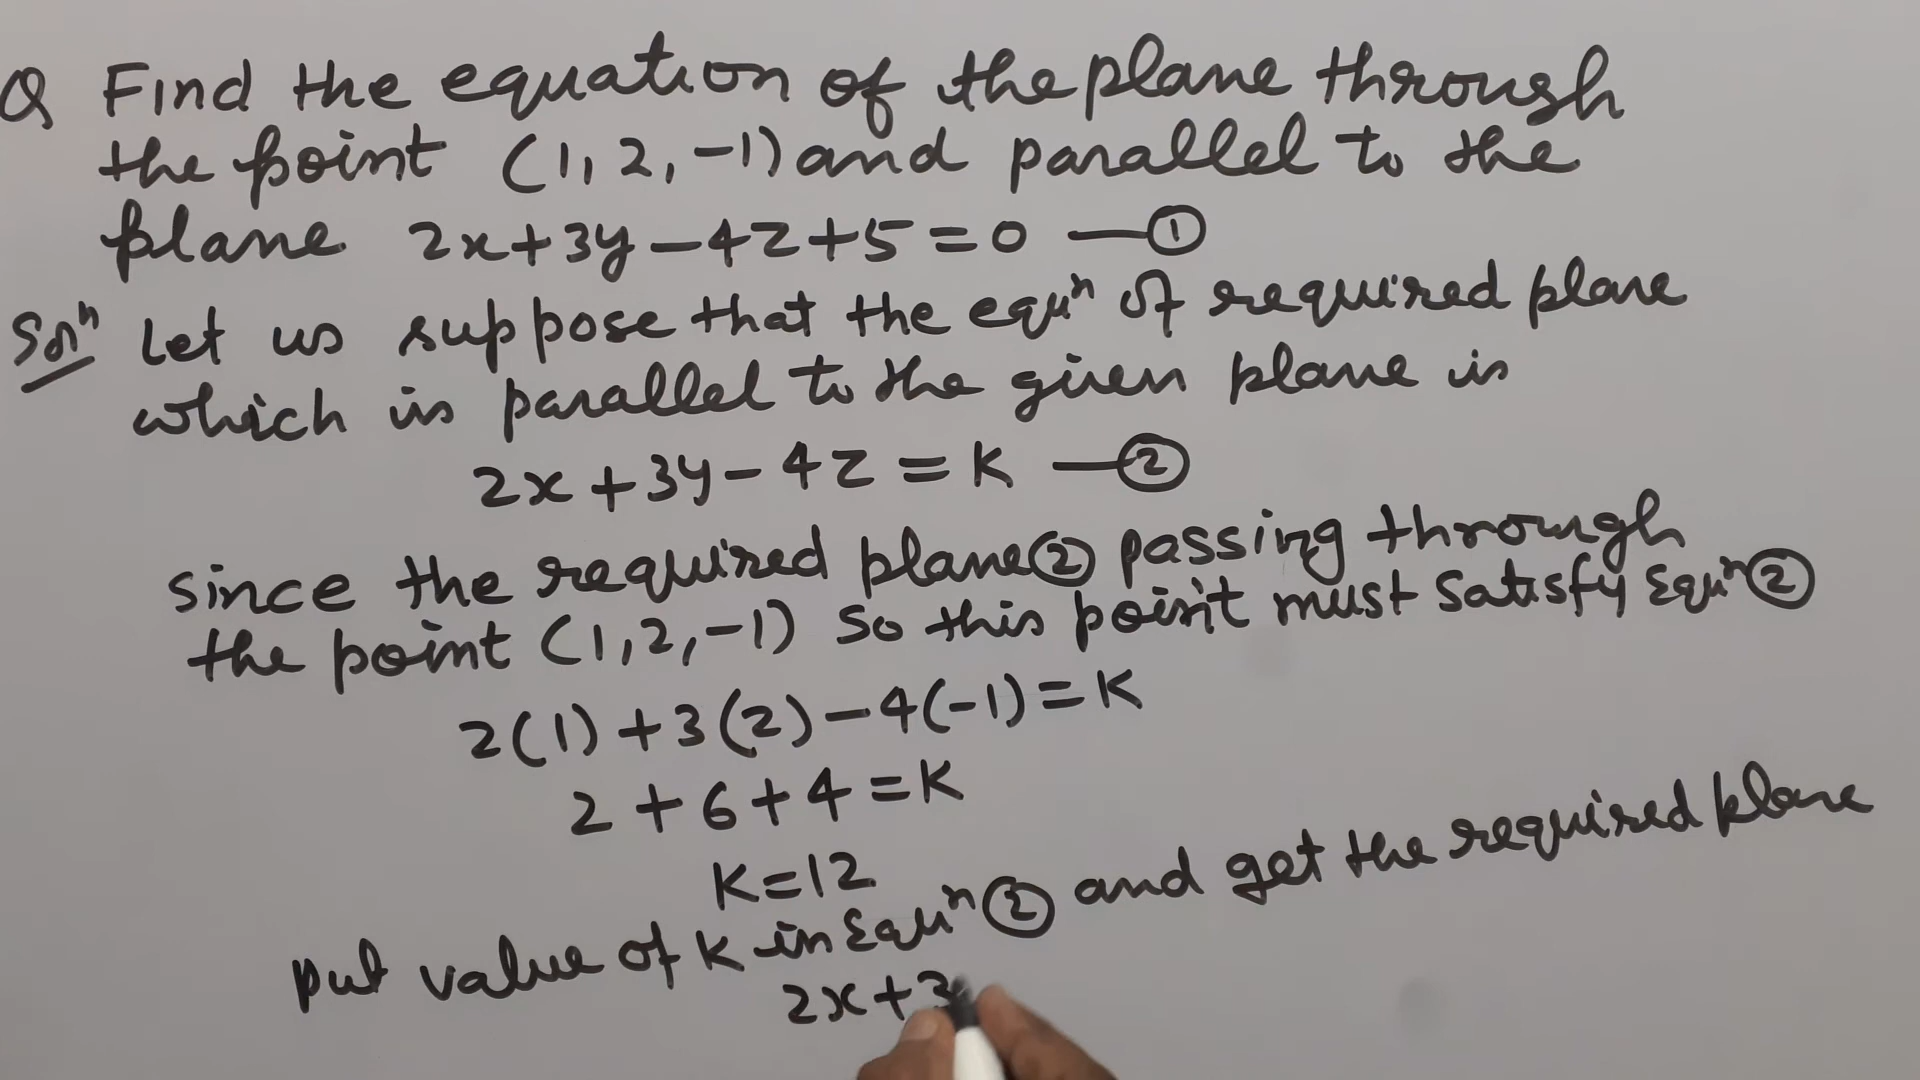 Q Find the equation of the plane through
the point (1, 2, -1) and parallel to the
plane 2x+3y-4z+5=0 —①
Solⁿ Let us suppose that the equⁿ of required plane
which is parallel to the given plane is
2x+3y-4z=K —②
since the required plane② passing through
the point (1,2,-1) so this point must satisfy Equⁿ②
2(1)+3(2)-4(-1)=K
2+6+4=K
K=12
put value of K in Equⁿ② and get the required plane
2x+3